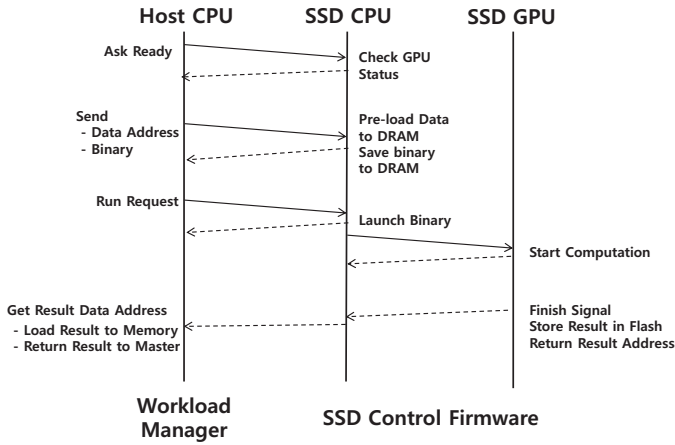 Host CPU
SSD CPU
SSD GPU
Ask Ready
Check GPU
Status
Send
- Data Address
- Binary
Pre-load Data
to DRAM
Save binary
to DRAM
Run Request
Launch Binary
Start Computation
Get Result Data Address
- Load Result to Memory
- Return Result to Master
Finish Signal
Store Result in Flash
Return Result Address
Workload
Manager
SSD Control Firmware